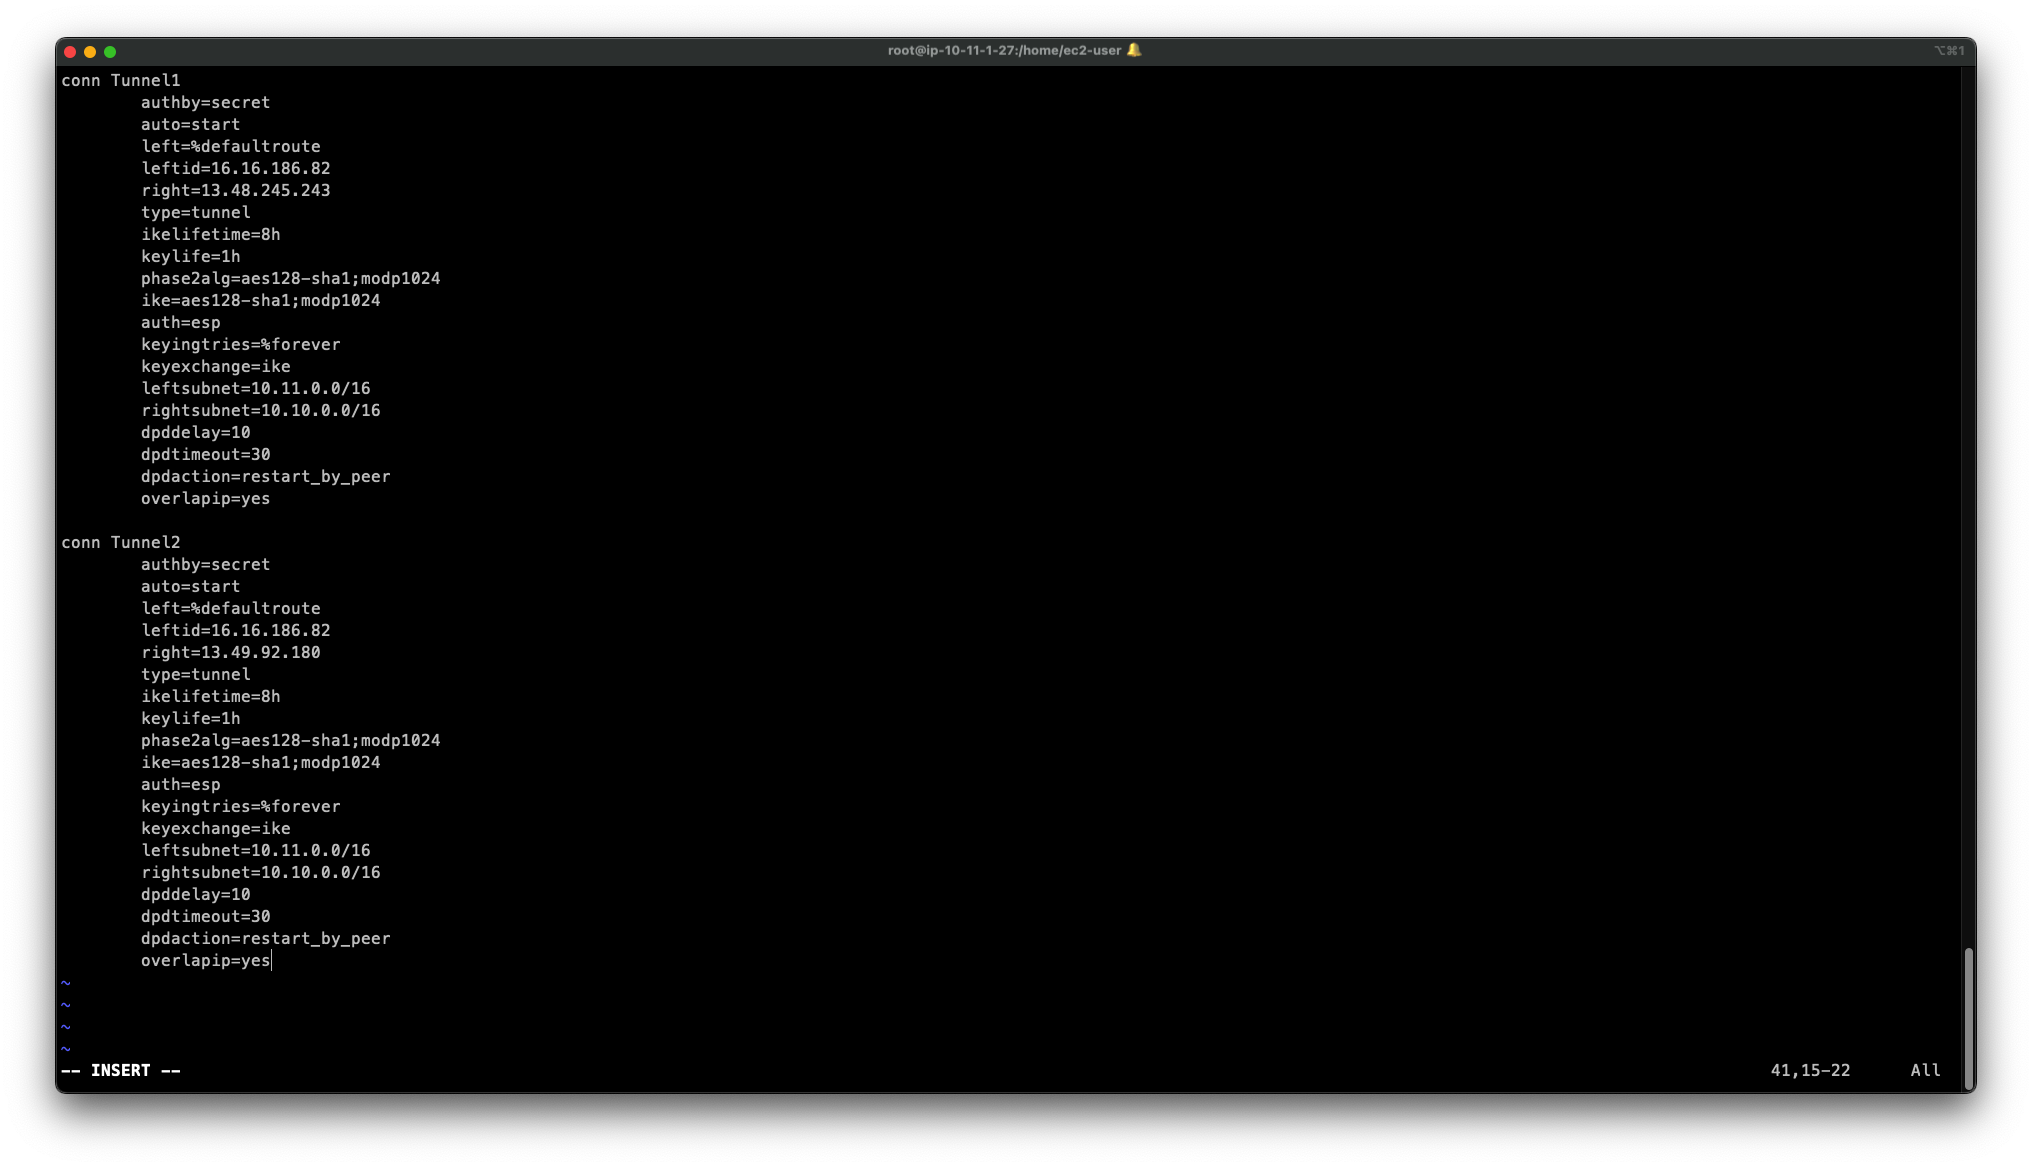 root@ip-10-11-1-27:/home/ec2-user 🔔
⌥⌘1
conn Tunnel1
authby=secret
auto=start
left=%defaultroute
leftid=16.16.186.82
right=13.48.245.243
type=tunnel
ikelifetime=8h
keylife=1h
phase2alg=aes128-sha1;modp1024
ike=aes128-sha1;modp1024
auth=esp
keyingtries=%forever
keyexchange=ike
leftsubnet=10.11.0.0/16
rightsubnet=10.10.0.0/16
dpddelay=10
dpdtimeout=30
dpdaction=restart_by_peer
overlapip=yes
conn Tunnel2
authby=secret
auto=start
left=%defaultroute
leftid=16.16.186.82
right=13.49.92.180
type=tunnel
ikelifetime=8h
keylife=1h
phase2alg=aes128-sha1;modp1024
ike=aes128-sha1;modp1024
auth=esp
keyingtries=%forever
keyexchange=ike
leftsubnet=10.11.0.0/16
rightsubnet=10.10.0.0/16
dpddelay=10
dpdtimeout=30
dpdaction=restart_by_peer
overlapip=yes
~
~
~
~
-- INSERT -- 41,15-22 All